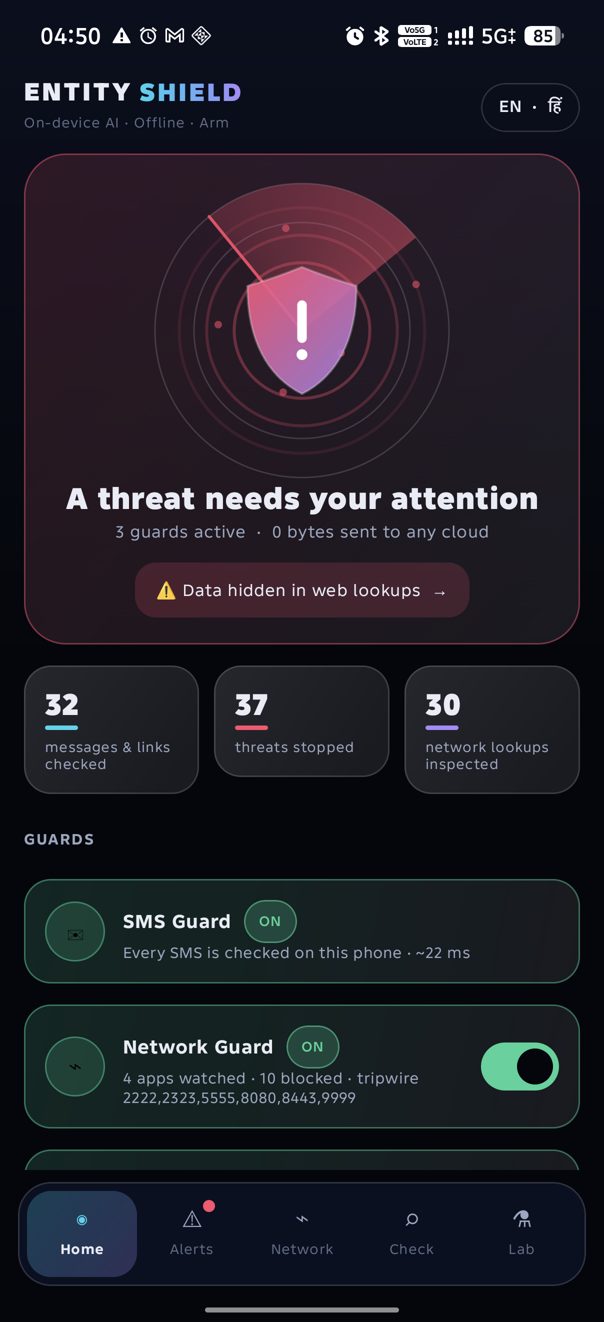 04:50
Vo5G 1
VoLTE 2
5G‡ 85
ENTITY SHIELD
On-device AI · Offline · Arm
EN · हिं
A threat needs your attention
3 guards active · 0 bytes sent to any cloud
⚠️ Data hidden in web lookups →
32
messages & links
checked
37
threats stopped
30
network lookups
inspected
GUARDS
SMS Guard ON
Every SMS is checked on this phone · ~22 ms
Network Guard ON
4 apps watched · 10 blocked · tripwire
2222,2323,5555,8080,8443,9999
Home
Alerts
Network
Check
Lab